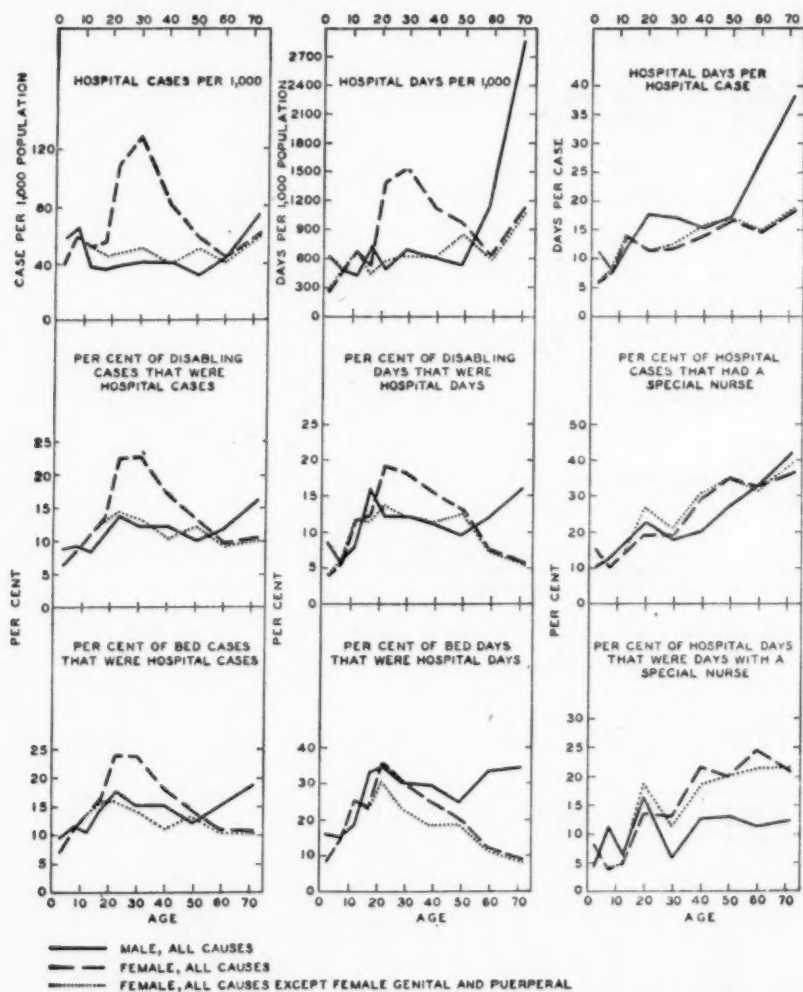 0 10 20 30 40 50 60 70
0 10 20 30 40 50 60 70
0 10 20 30 40 50 60 70
HOSPITAL CASES PER 1,000
CASE PER 1,000 POPULATION
120
80
40
0
HOSPITAL DAYS PER 1,000
DAYS PER 1,000 POPULATION
2700
2400
2100
1800
1500
1200
900
600
300
0
HOSPITAL DAYS PER
HOSPITAL CASE
DAYS PER CASE
40
35
30
25
20
15
10
5
0
PER CENT OF DISABLING
CASES THAT WERE
HOSPITAL CASES
PER CENT
25
20
15
10
5
0
PER CENT OF DISABLING
DAYS THAT WERE
HOSPITAL DAYS
PER CENT
25
20
15
10
5
0
PER CENT OF HOSPITAL
CASES THAT HAD A
SPECIAL NURSE
PER CENT
50
40
30
20
10
0
PER CENT OF BED CASES
THAT WERE HOSPITAL CASES
25
20
15
10
5
0
PER CENT OF BED DAYS
THAT WERE HOSPITAL DAYS
40
30
20
10
0
PER CENT OF HOSPITAL DAYS
THAT WERE DAYS WITH A
SPECIAL NURSE
30
25
20
15
10
5
0
0 10 20 30 40 50 60 70
AGE
0 10 20 30 40 50 60 70
AGE
0 10 20 30 40 50 60 70
AGE
MALE, ALL CAUSES
FEMALE, ALL CAUSES
FEMALE, ALL CAUSES EXCEPT FEMALE GENITAL AND PUERPERAL